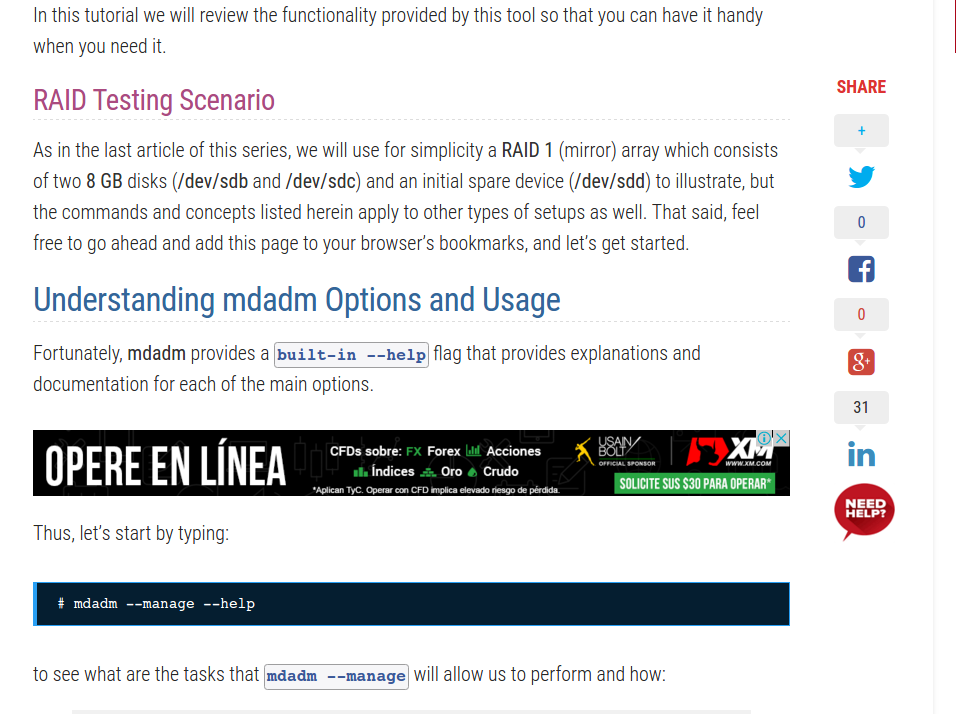 In this tutorial we will review the functionality provided by this tool so that you can have it handy
when you need it.
RAID Testing Scenario
As in the last article of this series, we will use for simplicity a RAID 1 (mirror) array which consists
of two 8 GB disks (/dev/sdb and /dev/sdc) and an initial spare device (/dev/sdd) to illustrate, but
the commands and concepts listed herein apply to other types of setups as well. That said, feel
free to go ahead and add this page to your browser's bookmarks, and let's get started.
Understanding mdadm Options and Usage
Fortunately, mdadm provides a built-in --help flag that provides explanations and
documentation for each of the main options.
OPERE EN LÍNEA
CFDs sobre: FX Forex Acciones
Índices Oro Crudo
*Aplican TyC. Operar con CFD implica elevado riesgo de pérdida.
USAIN
BOLT
OFFICIAL SPONSOR
XM
WWW.XM.COM
SOLICITE SUS $30 PARA OPERAR*
Thus, let's start by typing:
# mdadm --manage --help
to see what are the tasks that mdadm --manage will allow us to perform and how:
SHARE
+
0
f
0
g+
31
in
NEED
HELP?